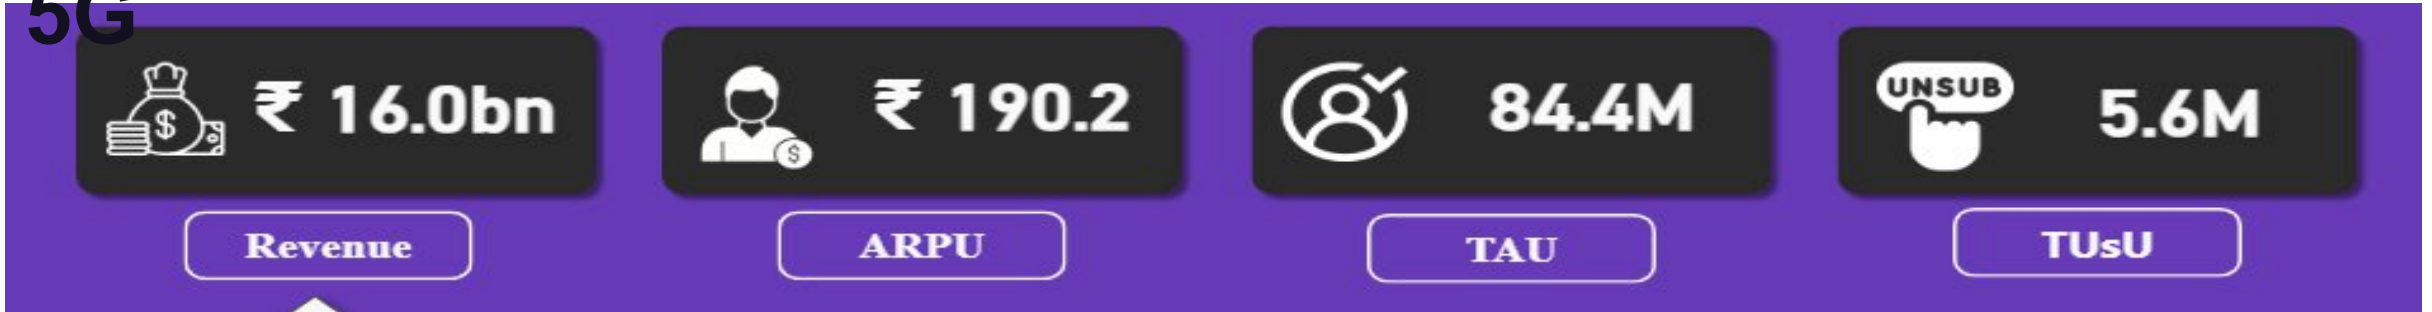 5G
₹ 16.0bn
₹ 190.2
84.4M
UNSUB
5.6M
Revenue
ARPU
TAU
TUsU